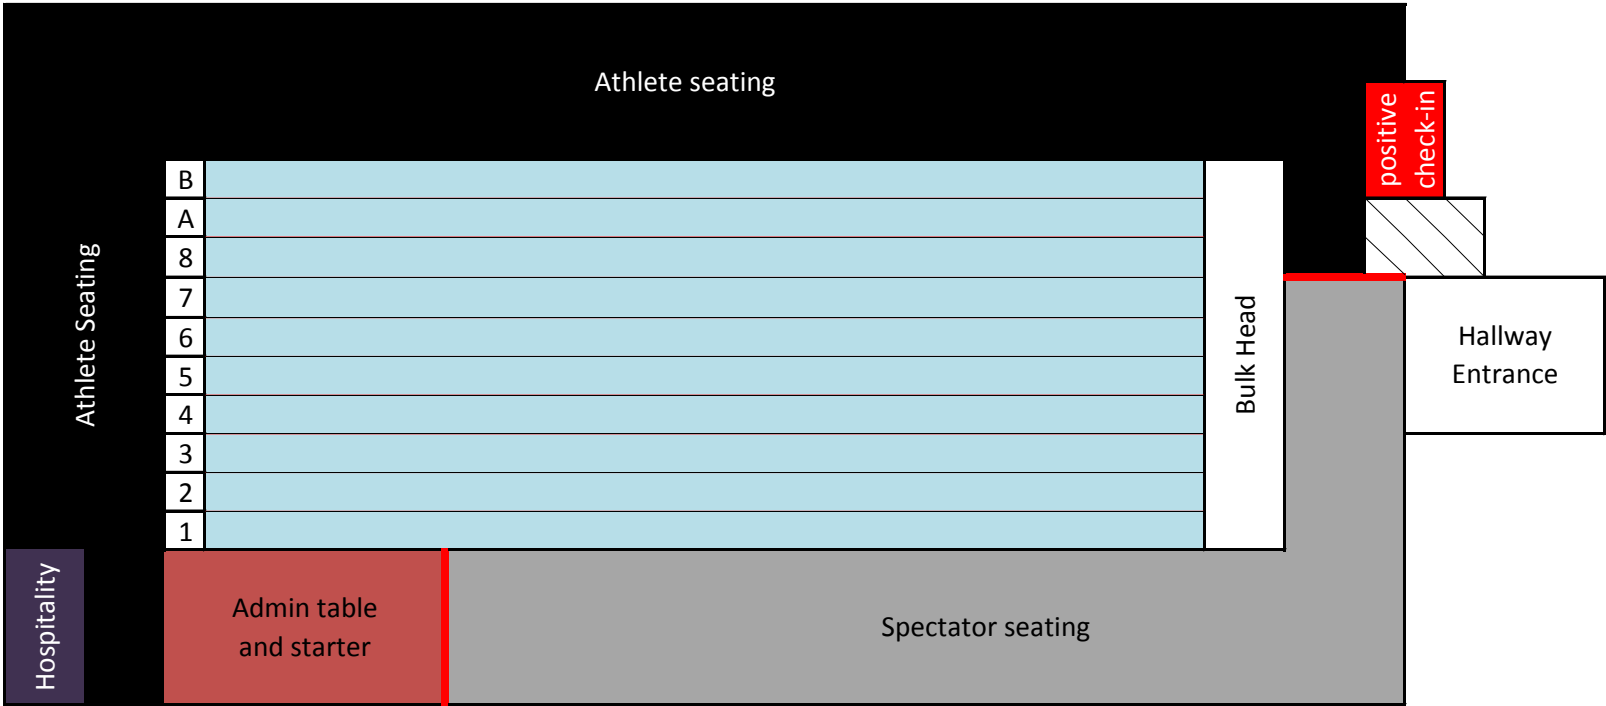 Athlete seating
positive
check-in
B
A
8
7
6
5
4
3
2
1
Athlete Seating
Bulk Head
Hallway
Entrance
Hospitality
Admin table
and starter
Spectator seating